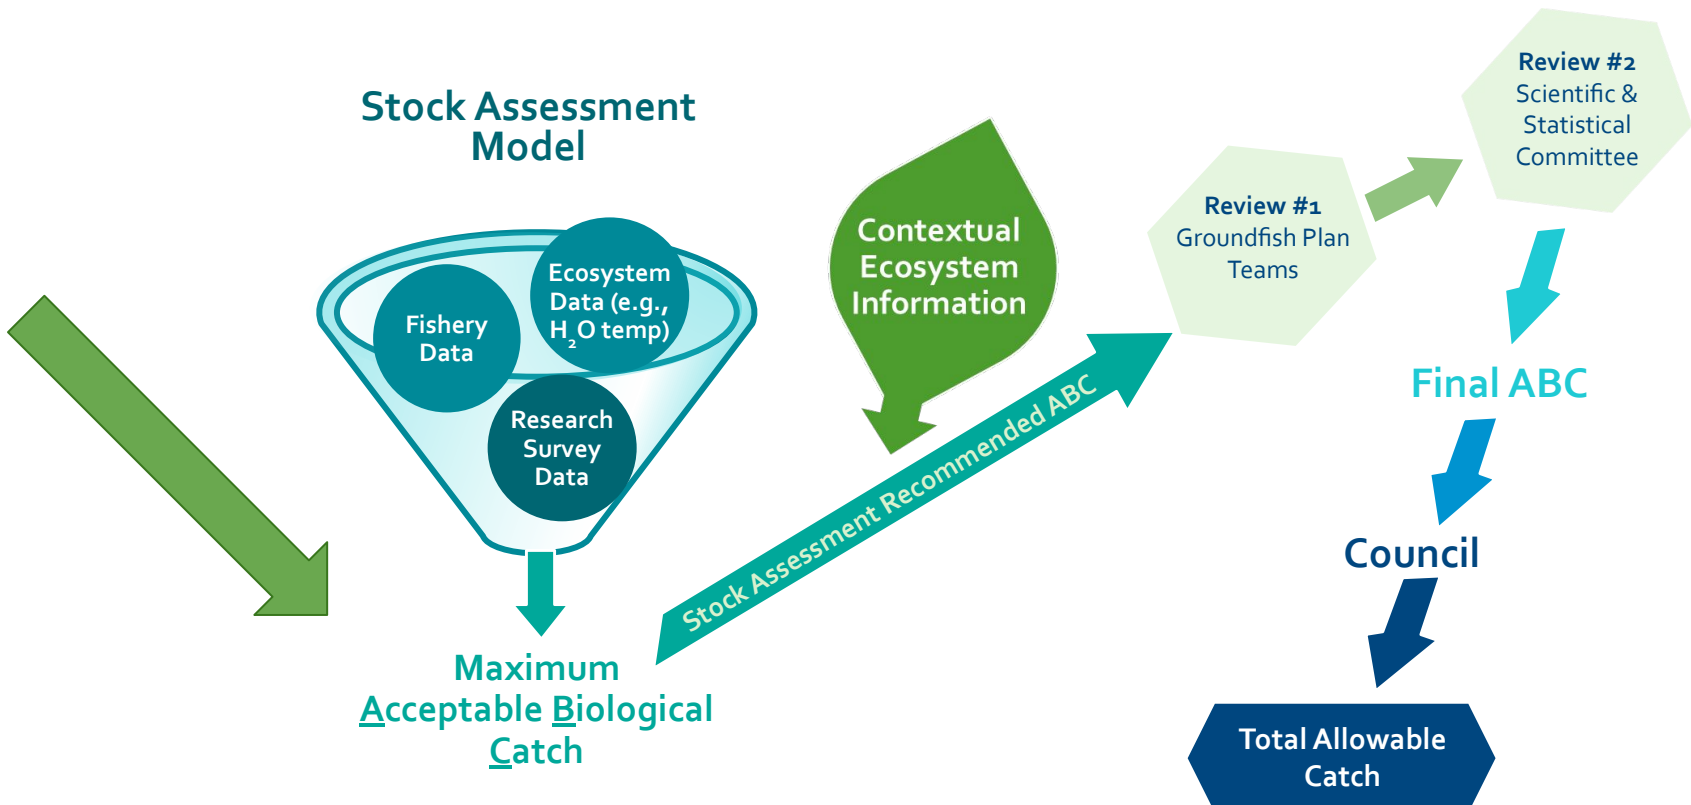 Stock Assessment
Model
Fishery
Data
Ecosystem
Data (e.g.,
H₂O temp)
Research
Survey
Data
Maximum
Acceptable Biological
Catch
Contextual
Ecosystem
Information
Stock Assessment Recommended ABC
Review #1
Groundfish Plan
Teams
Review #2
Scientific &
Statistical
Committee
Final ABC
Council
Total Allowable
Catch